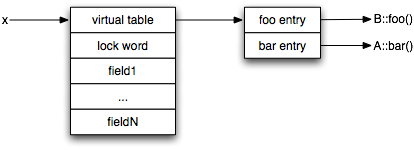 x
virtual table
lock word
field1
...
fieldN
foo entry
bar entry
B::foo()
A::bar()